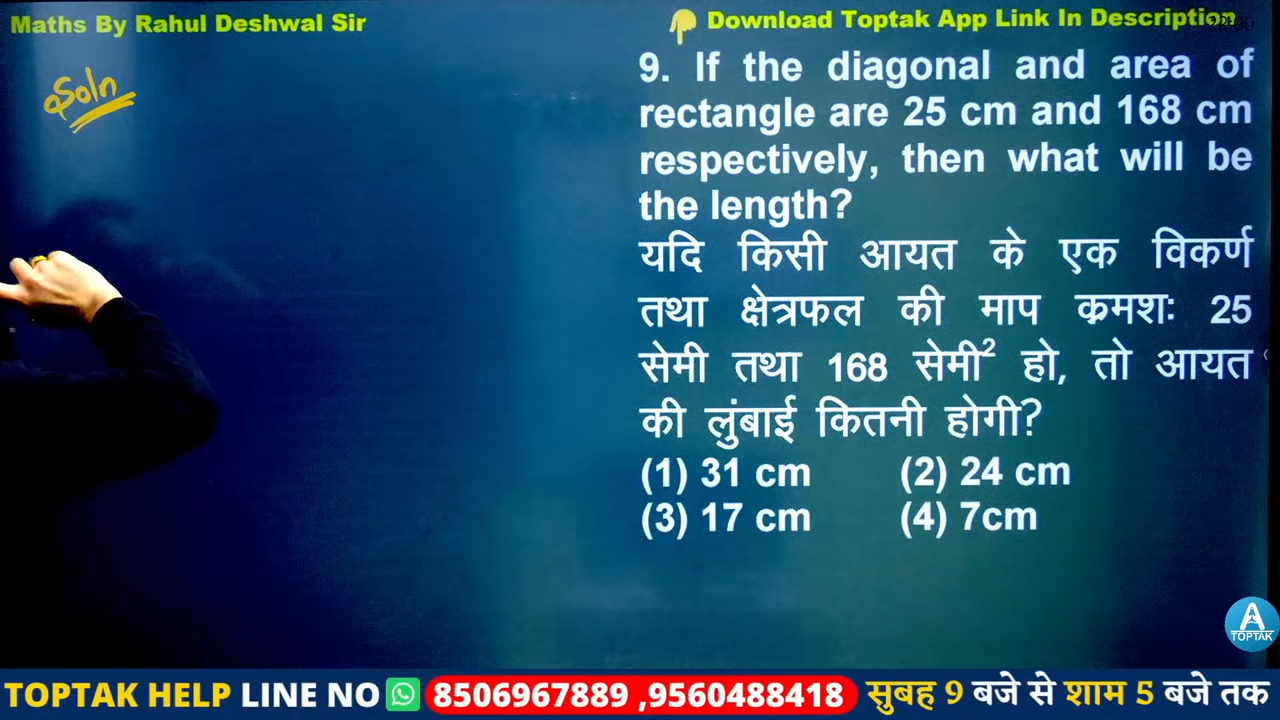 Maths By Rahul Deshwal Sir
Download Toptak App Link In Description
Soln
9. If the diagonal and area of
rectangle are 25 cm and 168 cm
respectively, then what will be
the length?
यदि किसी आयत के एक विकर्ण
तथा क्षेत्रफल की माप क्रमशः 25
सेमी तथा 168 सेमी² हो, तो आयत
की लुंबाई कितनी होगी?
(1) 31 cm (2) 24 cm
(3) 17 cm (4) 7cm
A
TOPTAK
TOPTAK HELP LINE NO 8506967889 ,9560488418 सुबह 9 बजे से शाम 5 बजे तक